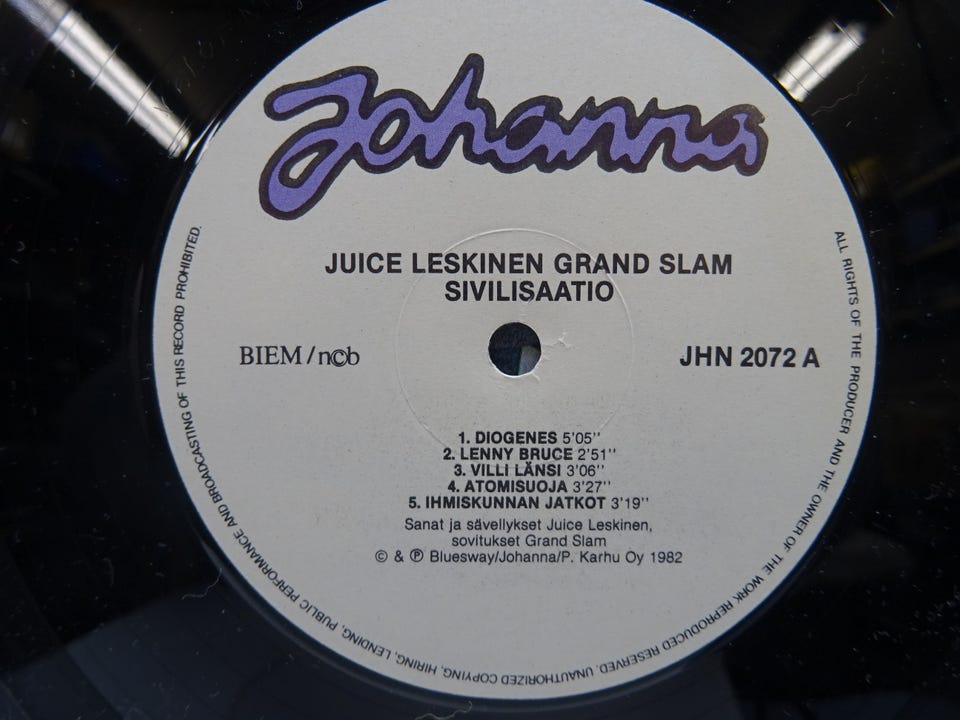 Johanna
JUICE LESKINEN GRAND SLAM
SIVILISAATIO
BIEM/ncb
JHN 2072 A
1. DIOGENES 5'05''
2. LENNY BRUCE 2'51''
3. VILLI LÄNSI 3'06''
4. ATOMISUOJA 3'27''
5. IHMISKUNNAN JATKOT 3'19''
Sanat ja sävellykset Juice Leskinen,
sovitukset Grand Slam
© & ℗ Bluesway/Johanna/P. Karhu Oy 1982
ALL RIGHTS OF THE PRODUCER AND THE OWNER OF THE WORK REPRODUCED RESERVED. UNAUTHORIZED COPYING, HIRING, LENDING, PUBLIC PERFORMANCE AND BROADCASTING OF THIS RECORD PROHIBITED.